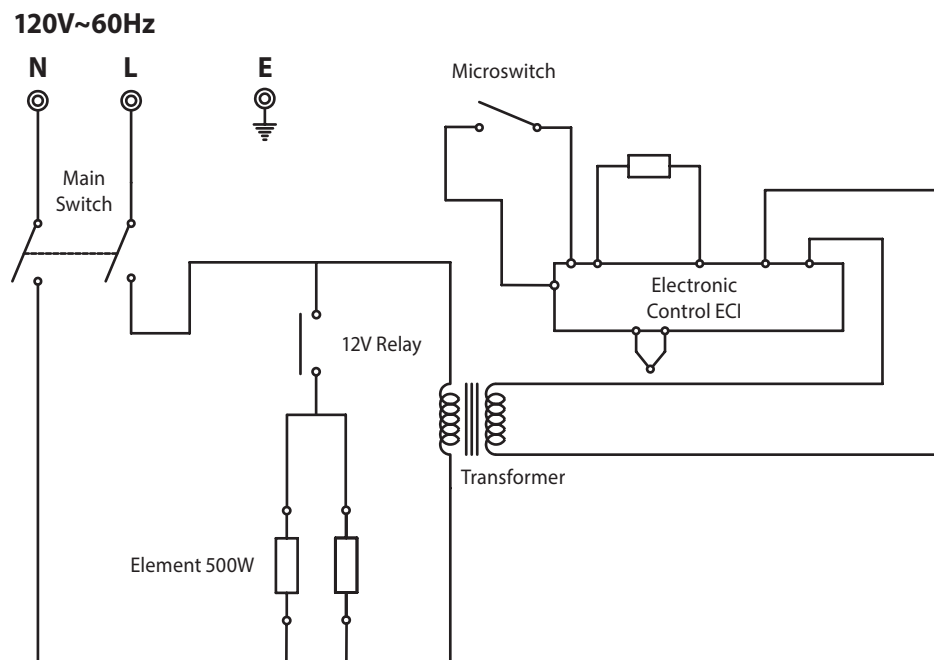 120V~60Hz
N
L
E
Microswitch
Main
Switch
Electronic
Control ECI
12V Relay
Transformer
Element 500W